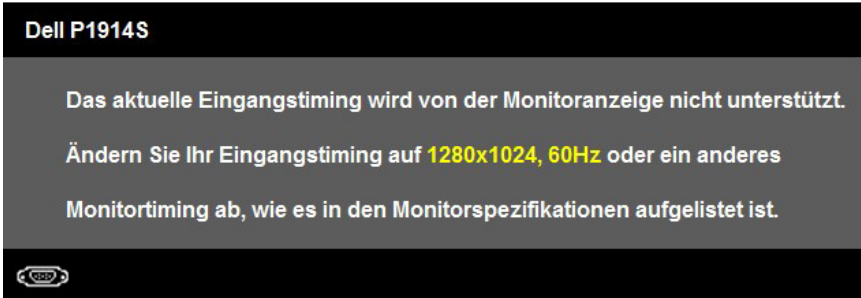 Dell P1914S
Das aktuelle Eingangstiming wird von der Monitoranzeige nicht unterstützt.
Ändern Sie Ihr Eingangstiming auf 1280x1024, 60Hz oder ein anderes
Monitortiming ab, wie es in den Monitorspezifikationen aufgelistet ist.